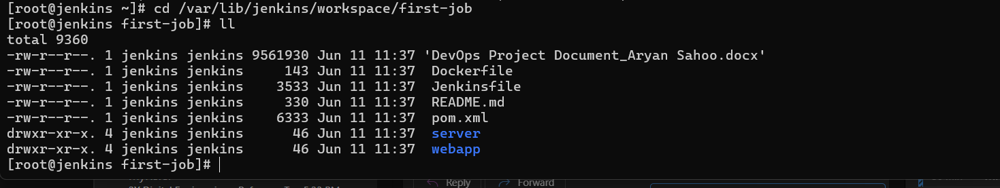 [root@jenkins ~]# cd /var/lib/jenkins/workspace/first-job
[root@jenkins first-job]# ll
total 9360
-rw-r--r--. 1 jenkins jenkins 9561930 Jun 11 11:37 'DevOps Project Document_Aryan Sahoo.docx'
-rw-r--r--. 1 jenkins jenkins     143 Jun 11 11:37  Dockerfile
-rw-r--r--. 1 jenkins jenkins    3533 Jun 11 11:37  Jenkinsfile
-rw-r--r--. 1 jenkins jenkins     330 Jun 11 11:37  README.md
-rw-r--r--. 1 jenkins jenkins    6333 Jun 11 11:37  pom.xml
drwxr-xr-x. 4 jenkins jenkins      46 Jun 11 11:37  server
drwxr-xr-x. 4 jenkins jenkins      46 Jun 11 11:37  webapp
[root@jenkins first-job]#
Reply Forward